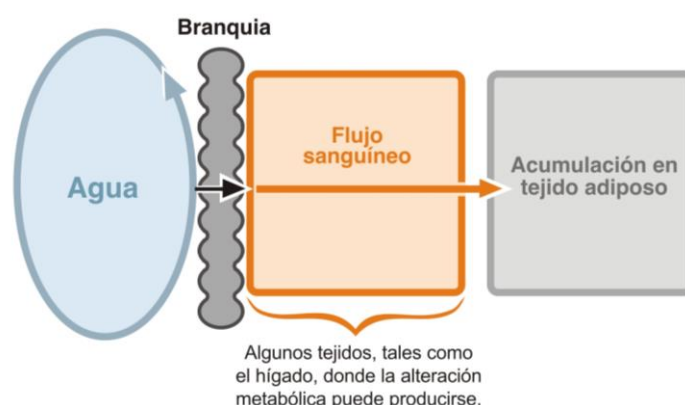 Branquia
Agua
Flujo
sanguíneo
Acumulación en
tejido adiposo
Algunos tejidos, tales como
el hígado, donde la alteración
metabólica puede producirse.